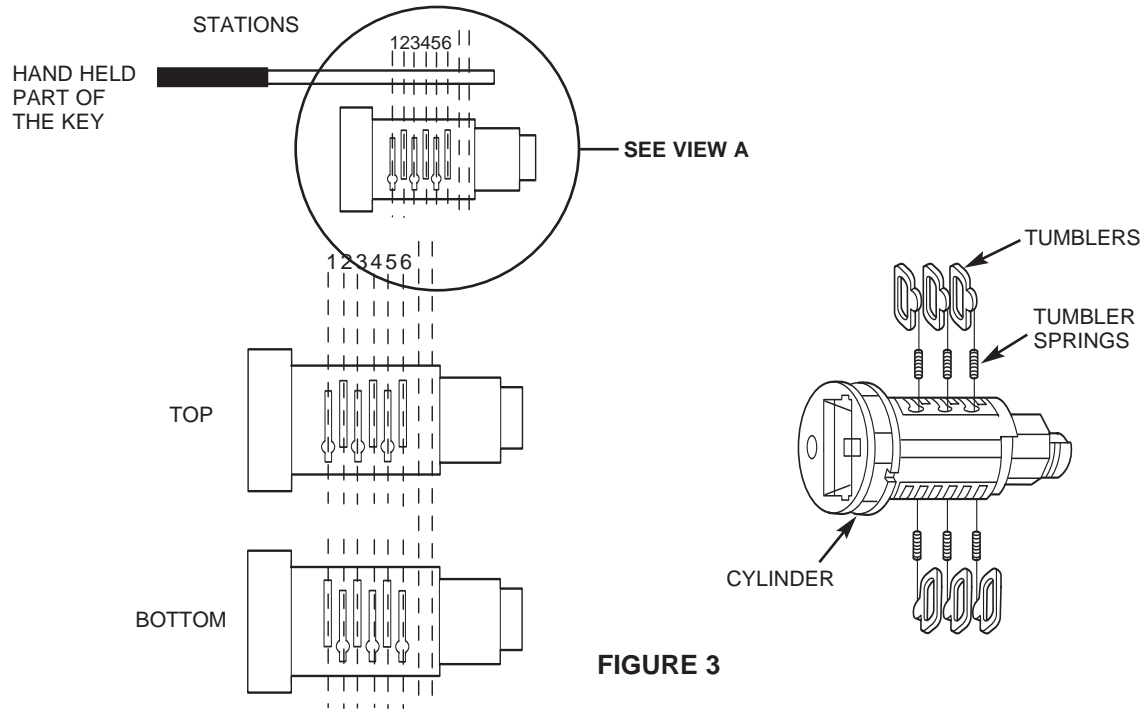 STATIONS
123456
HAND HELD
PART OF
THE KEY
SEE VIEW A
123456
TOP
BOTTOM
TUMBLERS
TUMBLER
SPRINGS
CYLINDER
FIGURE 3